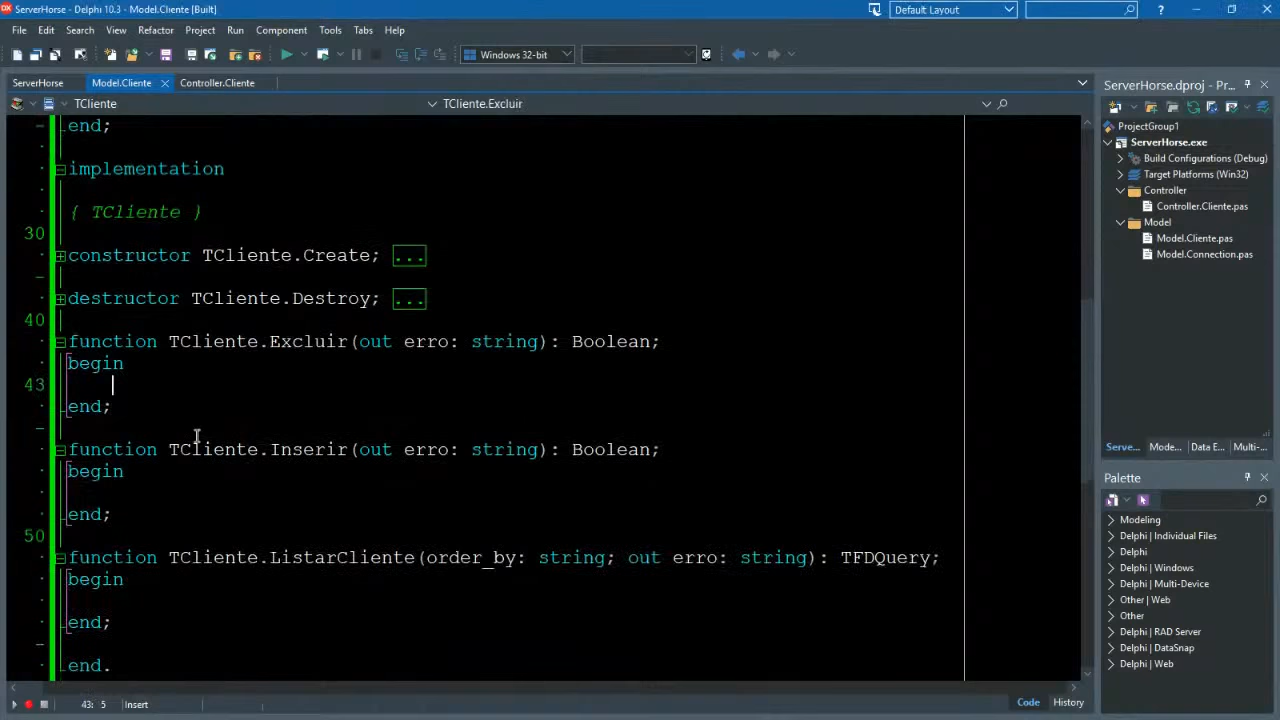 ServerHorse - Delphi 10.3 - Model.Cliente [Built]
Default Layout
File Edit Search View Refactor Project Run Component Tools Tabs Help
Windows 32-bit
ServerHorse Model.Cliente Controller.Cliente
TCliente TCliente.Excluir
end;
implementation
{ TCliente }
30
constructor TCliente.Create; ...
destructor TCliente.Destroy; ...
40
function TCliente.Excluir(out erro: string): Boolean;
begin
43
end;
function TCliente.Inserir(out erro: string): Boolean;
begin
end;
50
function TCliente.ListarCliente(order_by: string; out erro: string): TFDQuery;
begin
end;
end.
43: 5 Insert
Code History
ServerHorse.dproj - Pr...
ProjectGroup1
ServerHorse.exe
Build Configurations (Debug)
Target Platforms (Win32)
Controller
Controller.Cliente.pas
Model
Model.Cliente.pas
Model.Connection.pas
Serve... Mode... Data E... Multi-...
Palette
Modeling
Delphi | Individual Files
Delphi
Delphi | Windows
Delphi | Multi-Device
Other | Web
Other
Delphi | RAD Server
Delphi | DataSnap
Delphi | Web